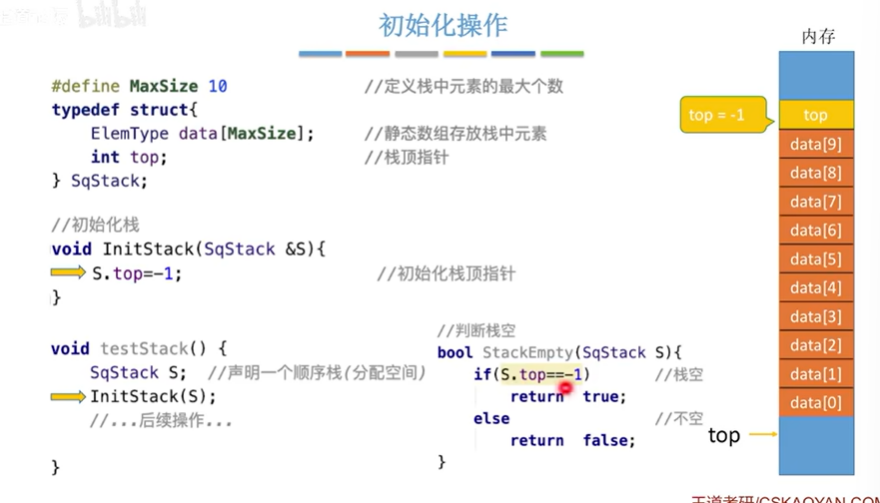 bilibili
初始化操作
#define MaxSize 10 //定义栈中元素的最大个数
typedef struct{
ElemType data[MaxSize]; //静态数组存放栈中元素
int top; //栈顶指针
} SqStack;
//初始化栈
void InitStack(SqStack &S){
S.top=-1; //初始化栈顶指针
}
void testStack() {
SqStack S; //声明一个顺序栈(分配空间)
InitStack(S);
//...后续操作...
}
//判断栈空
bool StackEmpty(SqStack S){
if(S.top==-1) //栈空
return true;
else //不空
return false;
}
内存
top = -1
top
data[9]
data[8]
data[7]
data[6]
data[5]
data[4]
data[3]
data[2]
data[1]
data[0]
top
王道考研/CSKAOYAN.COM